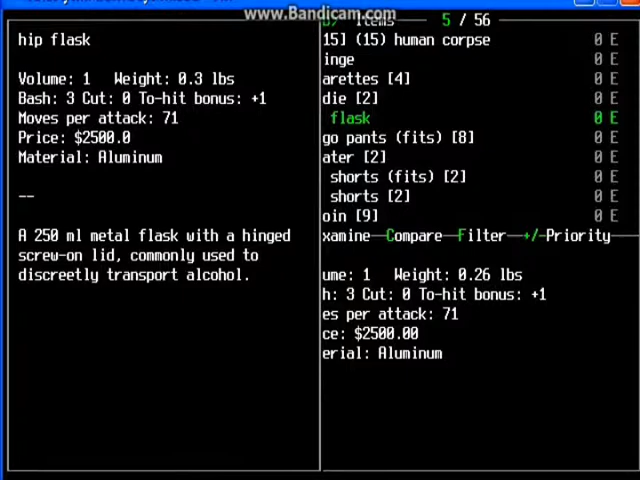 www.Bandicam.com
Items 5 / 56
hip flask
Volume: 1 Weight: 0.3 lbs
Bash: 3 Cut: 0 To-hit bonus: +1
Moves per attack: 71
Price: $2500.0
Material: Aluminum
--
A 250 ml metal flask with a hinged
screw-on lid, commonly used to
discreetly transport alcohol.
15] (15) human corpse 0 E
inge 0 E
arettes [4] 0 E
die [2] 0 E
flask 0 E
go pants (fits) [8] 0 E
ater [2] 0 E
shorts (fits) [2] 0 E
shorts [2] 0 E
oin [9] 0 E
xamine Compare Filter +/-Priority
ume: 1 Weight: 0.26 lbs
h: 3 Cut: 0 To-hit bonus: +1
es per attack: 71
ce: $2500.00
erial: Aluminum